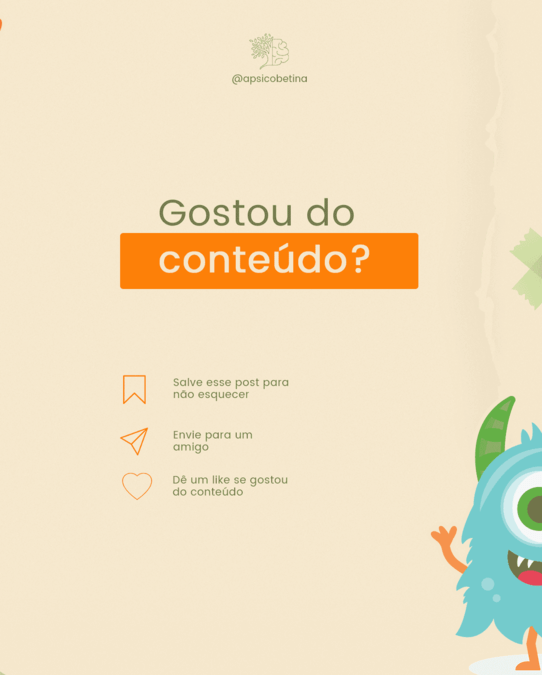 @apsicobetina
Gostou do
conteúdo?
Salve esse post para
não esquecer
Envie para um
amigo
Dê um like se gostou
do conteúdo